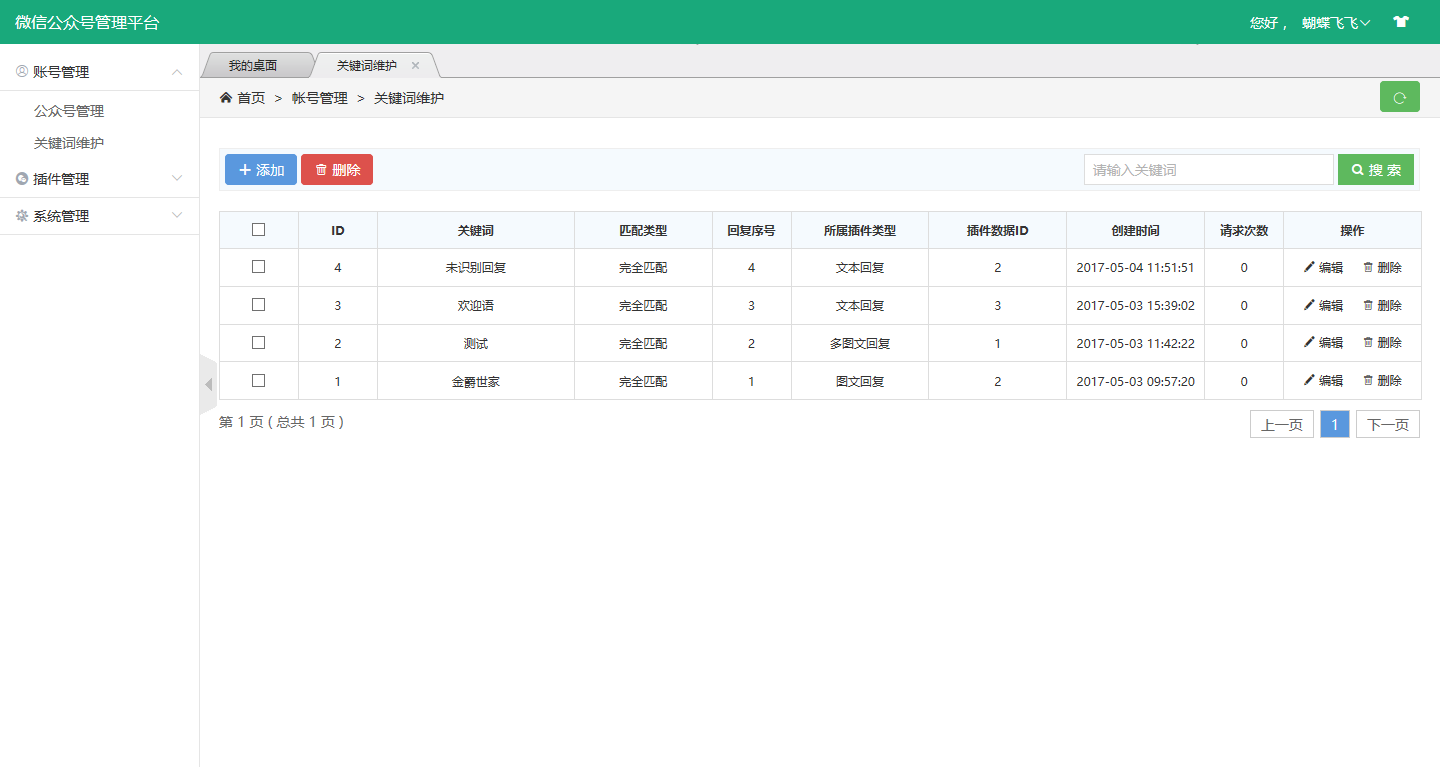 微信公众号管理平台
您好 , 蝴蝶飞飞
账号管理
公众号管理
关键词维护
插件管理
系统管理
我的桌面 关键词维护
首页 > 帐号管理 > 关键词维护
添加 删除 请输入关键词 搜 索
ID 关键词 匹配类型 回复序号 所属插件类型 插件数据ID 创建时间 请求次数 操作
4 未识别回复 完全匹配 4 文本回复 2 2017-05-04 11:51:51 0 编辑 删除
3 欢迎语 完全匹配 3 文本回复 3 2017-05-03 15:39:02 0 编辑 删除
2 测试 完全匹配 2 多图文回复 1 2017-05-03 11:42:22 0 编辑 删除
1 金爵世家 完全匹配 1 图文回复 2 2017-05-03 09:57:20 0 编辑 删除
第 1 页 ( 总共 1 页 ) 上一页 1 下一页